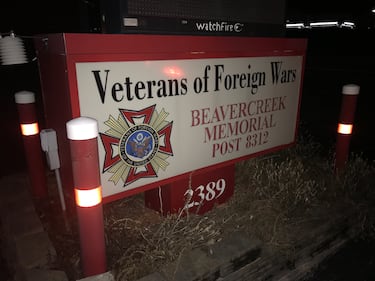 watchFire
Veterans of Foreign Wars
BEAVERCREEK
MEMORIAL
POST 8312
2389